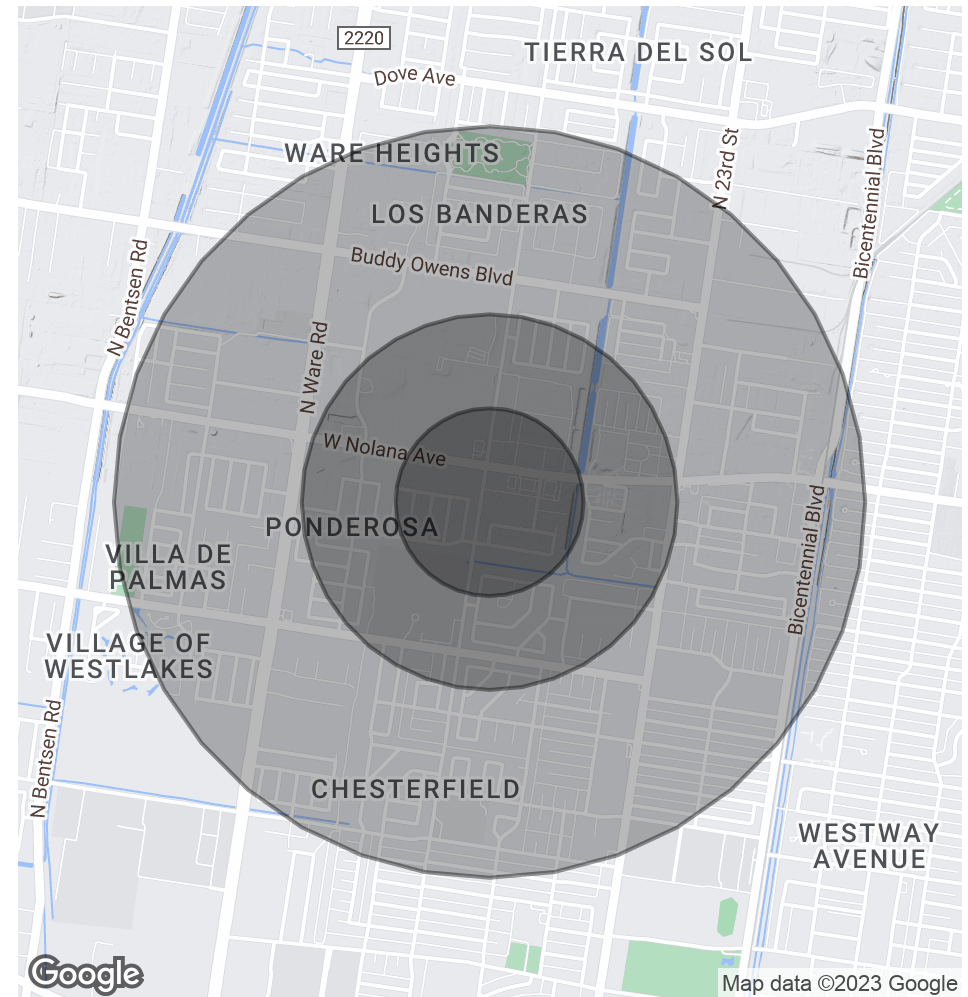 2220
TIERRA DEL SOL
Dove Ave
WARE HEIGHTS
N 23rd St
Bicentennial Blvd
LOS BANDERAS
Buddy Owens Blvd
N Bentsen Rd
N Ware Rd
W Nolana Ave
PONDEROSA
VILLA DE
PALMAS
Bicentennial Blvd
VILLAGE OF
WESTLAKES
N Bentsen Rd
CHESTERFIELD
WESTWAY
AVENUE
Google
Map data ©2023 Google